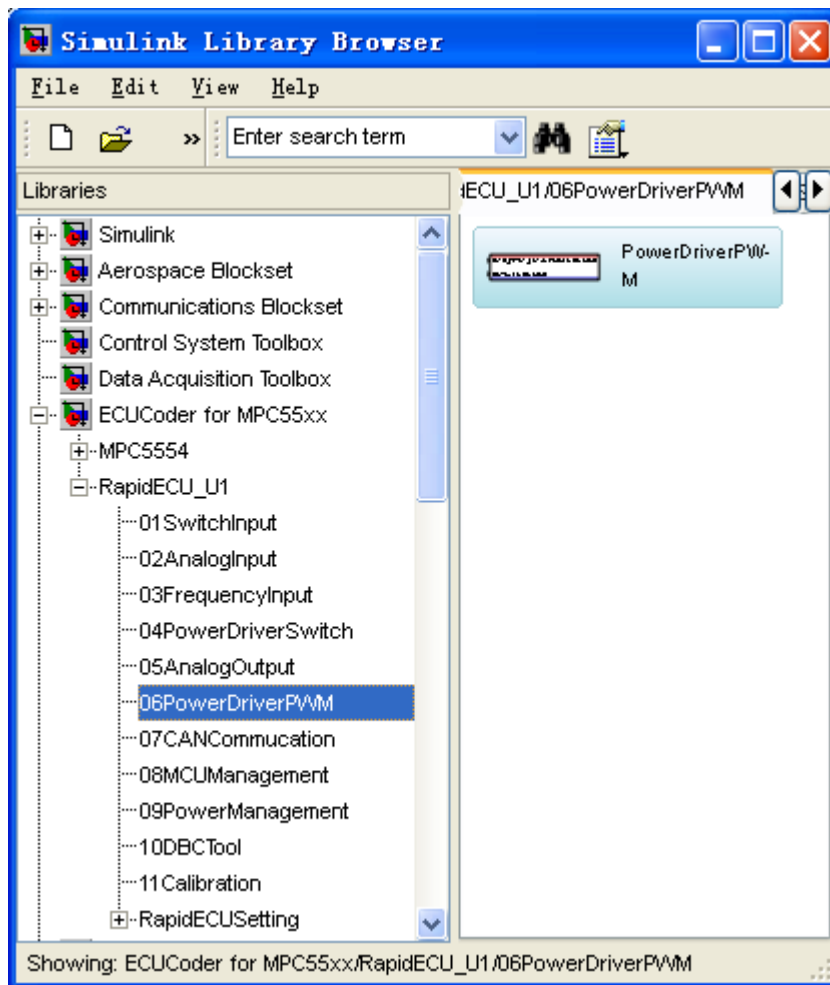 Simulink Library Browser
File Edit View Help
» Enter search term
Libraries
ECU_U1/06PowerDriverPWM
Simulink
Aerospace Blockset
Communications Blockset
Control System Toolbox
Data Acquisition Toolbox
ECUCoder for MPC55xx
MPC5554
RapidECU_U1
01SwitchInput
02AnalogInput
03FrequencyInput
04PowerDriverSwitch
05AnalogOutput
06PowerDriverPWM
07CANCommucation
08MCUManagement
09PowerManagement
10DBCTool
11Calibration
RapidECUSetting
PowerDriverPW-
M
Showing: ECUCoder for MPC55xx/RapidECU_U1/06PowerDriverPWM